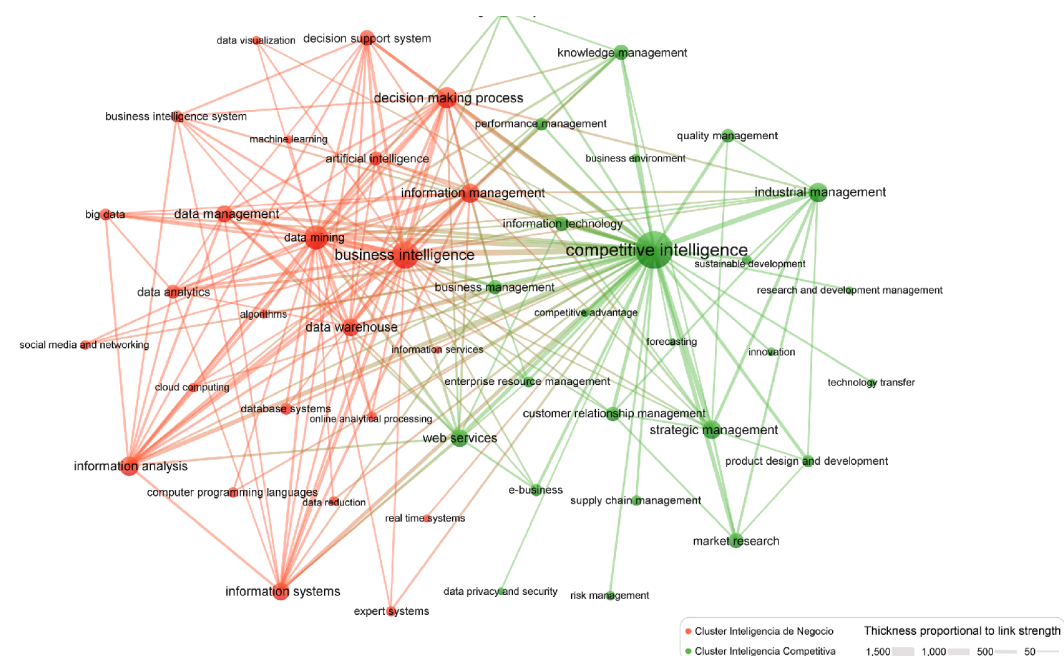 data visualization
decision support system
knowledge management
decision making process
business intelligence system
performance management
quality management
machine learning
artificial intelligence
business environment
information management
industrial management
big data
data management
information technology
data mining
competitive intelligence
business intelligence
sustainable development
data analytics
business management
research and development management
algorithms
competitive advantage
data warehouse
social media and networking
information services
forecasting
innovation
cloud computing
enterprise resource management
technology transfer
database systems
online analytical processing
customer relationship management
web services
strategic management
information analysis
product design and development
computer programming languages
data reduction
e-business
supply chain management
real time systems
market research
information systems
data privacy and security
risk management
expert systems
Cluster Inteligencia de Negocio
Thickness proportional to link strength
Cluster Inteligencia Competitiva
1,500 1,000 500 50